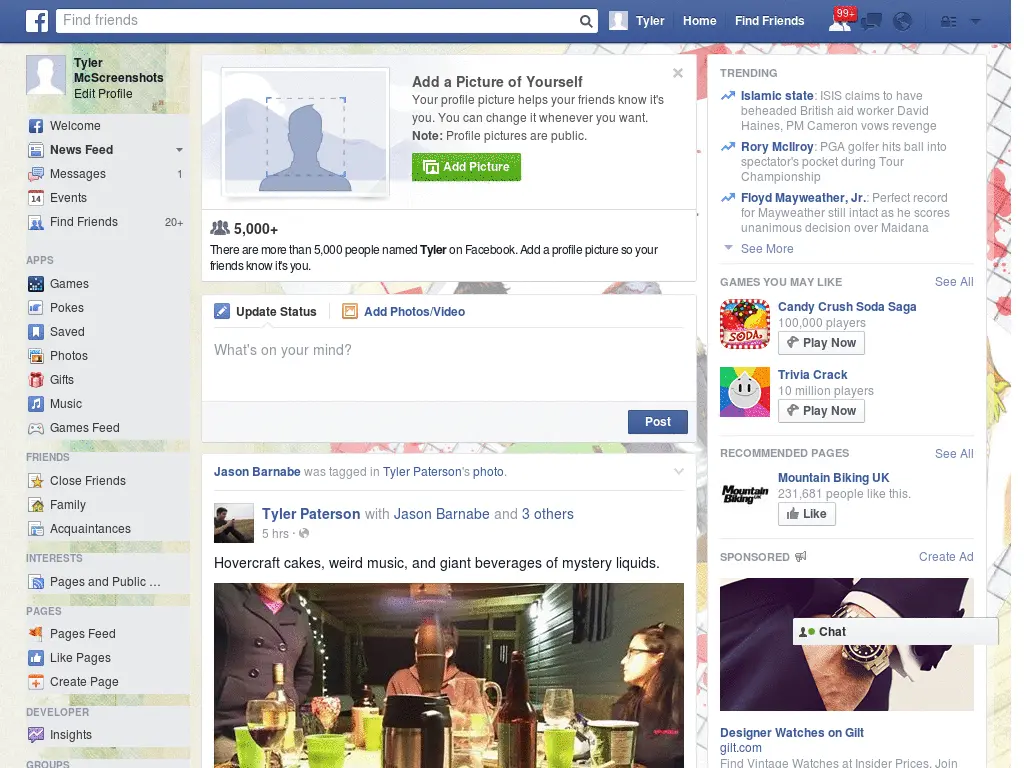 Find friends
Tyler
Home
Find Friends
99+
Tyler
McScreenshots
Edit Profile
Welcome
News Feed
Messages 1
14 Events
Find Friends 20+
APPS
Games
Pokes
Saved
Photos
Gifts
Music
Games Feed
FRIENDS
Close Friends
Family
Acquaintances
INTERESTS
Pages and Public ...
PAGES
Pages Feed
Like Pages
Create Page
DEVELOPER
Insights
GROUPS
Add a Picture of Yourself
Your profile picture helps your friends know it's
you. You can change it whenever you want.
Note: Profile pictures are public.
Add Picture
5,000+
There are more than 5,000 people named Tyler on Facebook. Add a profile picture so your
friends know it's you.
Update Status
Add Photos/Video
What's on your mind?
Post
Jason Barnabe was tagged in Tyler Paterson's photo.
Tyler Paterson with Jason Barnabe and 3 others
5 hrs ·
Hovercraft cakes, weird music, and giant beverages of mystery liquids.
TRENDING
Islamic state: ISIS claims to have
beheaded British aid worker David
Haines, PM Cameron vows revenge
Rory McIlroy: PGA golfer hits ball into
spectator's pocket during Tour
Championship
Floyd Mayweather, Jr.: Perfect record
for Mayweather still intact as he scores
unanimous decision over Maidana
See More
GAMES YOU MAY LIKE See All
SODA
Candy Crush Soda Saga
100,000 players
Play Now
Trivia Crack
10 million players
Play Now
RECOMMENDED PAGES See All
Mountain
Biking UK
Mountain Biking UK
231,681 people like this.
Like
SPONSORED Create Ad
Chat
Designer Watches on Gilt
gilt.com
Find Vintage Watches at Insider Prices. Join